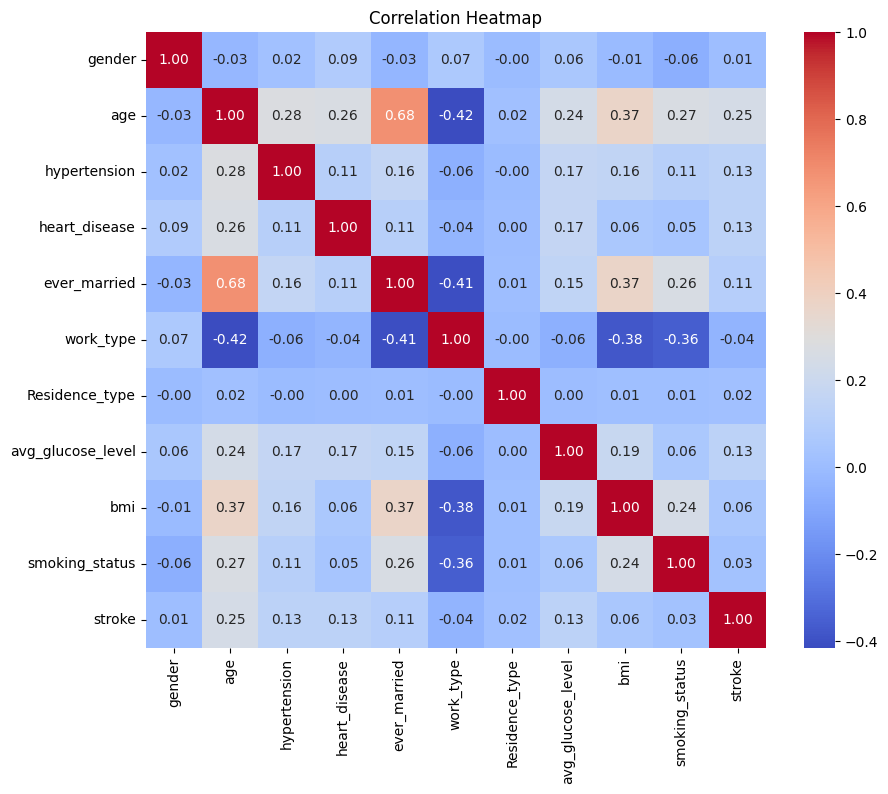 Correlation Heatmap
gender 1.00 -0.03 0.02 0.09 -0.03 0.07 -0.00 0.06 -0.01 -0.06 0.01
age -0.03 1.00 0.28 0.26 0.68 -0.42 0.02 0.24 0.37 0.27 0.25
hypertension 0.02 0.28 1.00 0.11 0.16 -0.06 -0.00 0.17 0.16 0.11 0.13
heart_disease 0.09 0.26 0.11 1.00 0.11 -0.04 0.00 0.17 0.06 0.05 0.13
ever_married -0.03 0.68 0.16 0.11 1.00 -0.41 0.01 0.15 0.37 0.26 0.11
work_type 0.07 -0.42 -0.06 -0.04 -0.41 1.00 -0.00 -0.06 -0.38 -0.36 -0.04
Residence_type -0.00 0.02 -0.00 0.00 0.01 -0.00 1.00 0.00 0.01 0.01 0.02
avg_glucose_level 0.06 0.24 0.17 0.17 0.15 -0.06 0.00 1.00 0.19 0.06 0.13
bmi -0.01 0.37 0.16 0.06 0.37 -0.38 0.01 0.19 1.00 0.24 0.06
smoking_status -0.06 0.27 0.11 0.05 0.26 -0.36 0.01 0.06 0.24 1.00 0.03
stroke 0.01 0.25 0.13 0.13 0.11 -0.04 0.02 0.13 0.06 0.03 1.00
gender
age
hypertension
heart_disease
ever_married
work_type
Residence_type
avg_glucose_level
bmi
smoking_status
stroke
1.0
0.8
0.6
0.4
0.2
0.0
−0.2
−0.4